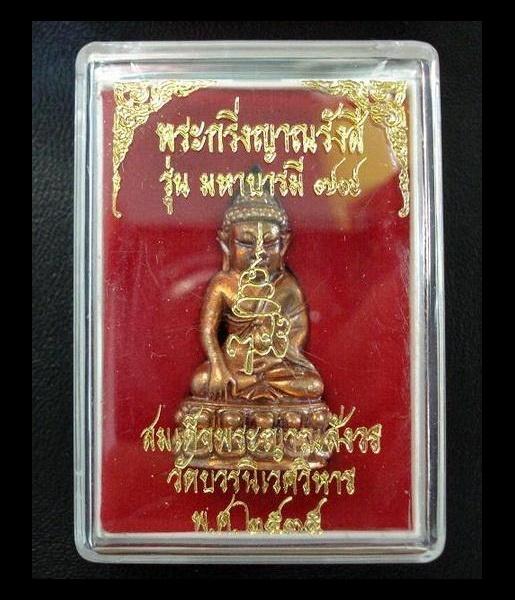 พระกริ่งญาณรังสี
รุ่น มหาบารมี ๗๙
สมเด็จพระญาณสังวร
วัดบวรนิเวศวิหาร
พ.ศ. ๒๕๓๕